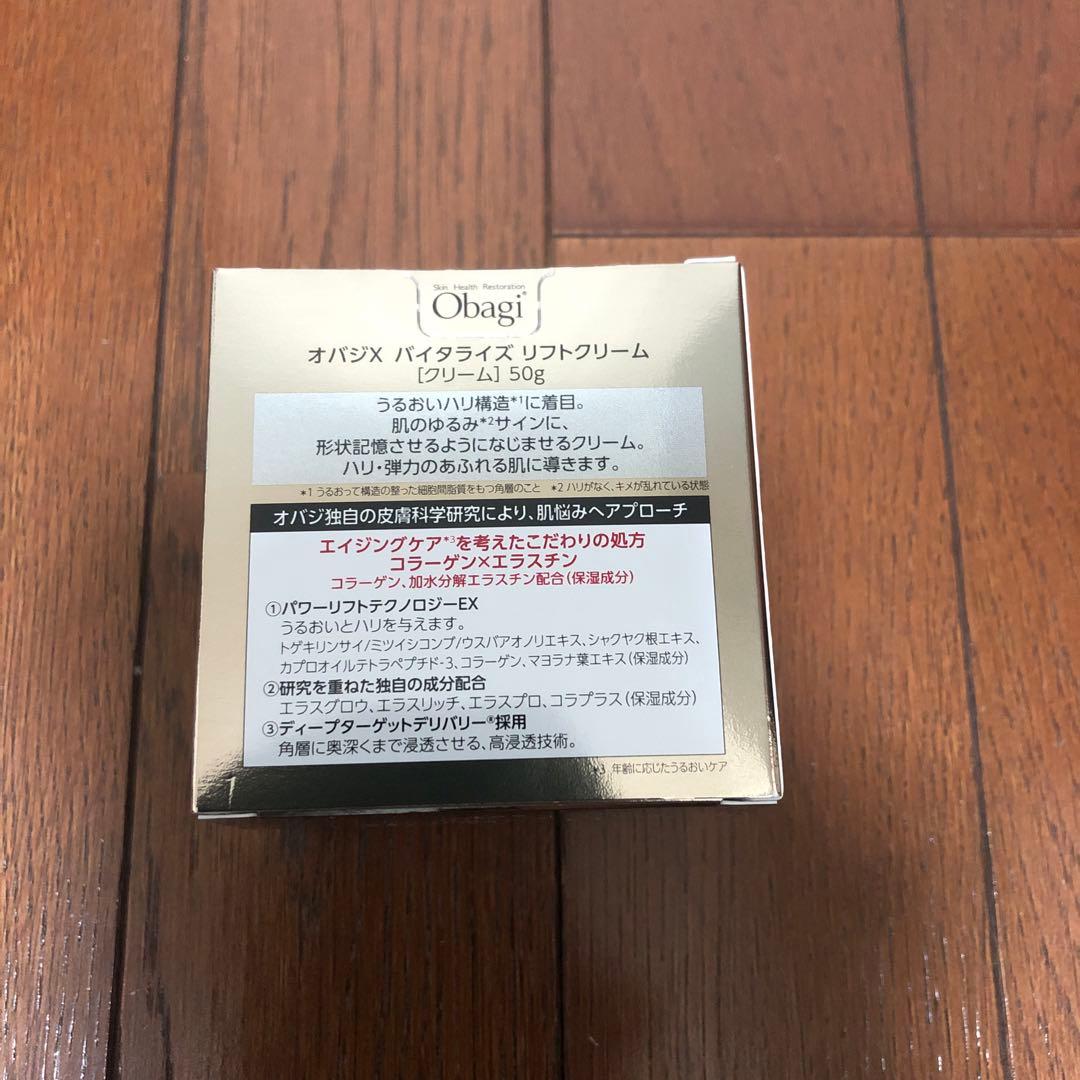 Skin Health Restoration
Obagi®
オバジX バイタライズ リフトクリーム
[クリーム] 50g
うるおいハリ構造*1に着目。
肌のゆるみ*2サインに、
形状記憶させるようになじませるクリーム。
ハリ・弾力のあふれる肌に導きます。
*1 うるおって構造の整った細胞間脂質をもつ角層のこと *2 ハリがなく、キメが乱れている状態
オバジ独自の皮膚科学研究により、肌悩みへアプローチ
エイジングケア*3を考えたこだわりの処方
コラーゲン×エラスチン
コラーゲン、加水分解エラスチン配合(保湿成分)
①パワーリフトテクノロジーEX
うるおいとハリを与えます。
トゲキリンサイ/ミツイシコンブ/ウスバアオノリエキス、シャクヤク根エキス、
カプロオイルテトラペプチド-3、コラーゲン、マヨラナ葉エキス(保湿成分)
②研究を重ねた独自の成分配合
エラスグロウ、エラスリッチ、エラスプロ、コラプラス(保湿成分)
③ディープターゲットデリバリー®採用
角層に奥深くまで浸透させる、高浸透技術。
*3 年齢に応じたうるおいケア
1